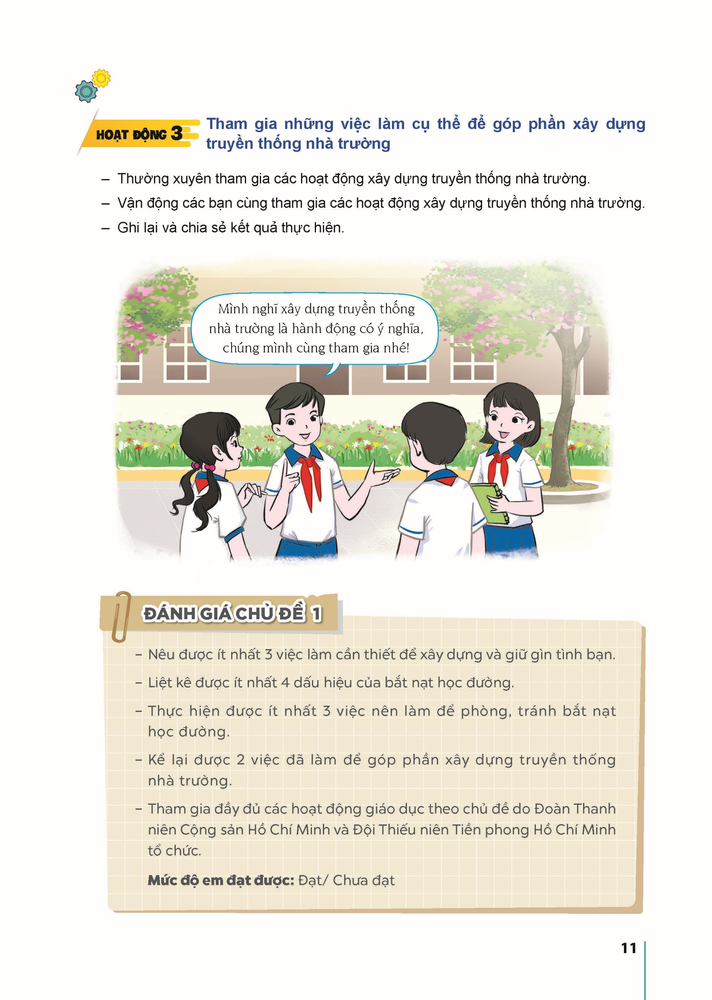 HOẠT ĐỘNG 3
Tham gia những việc làm cụ thể để góp phần xây dựng
truyền thống nhà trường
– Thường xuyên tham gia các hoạt động xây dựng truyền thống nhà trường.
– Vận động các bạn cùng tham gia các hoạt động xây dựng truyền thống nhà trường.
– Ghi lại và chia sẻ kết quả thực hiện.
Mình nghĩ xây dựng truyền thống
nhà trường là hành động có ý nghĩa,
chúng mình cùng tham gia nhé!
ĐÁNH GIÁ CHỦ ĐỀ 1
– Nêu được ít nhất 3 việc làm cần thiết để xây dựng và giữ gìn tình bạn.
– Liệt kê được ít nhất 4 dấu hiệu của bắt nạt học đường.
– Thực hiện được ít nhất 3 việc nên làm để phòng, tránh bắt nạt
học đường.
– Kể lại được 2 việc đã làm để góp phần xây dựng truyền thống
nhà trường.
– Tham gia đầy đủ các hoạt động giáo dục theo chủ đề do Đoàn Thanh
niên Cộng sản Hồ Chí Minh và Đội Thiếu niên Tiền phong Hồ Chí Minh
tổ chức.
Mức độ em đạt được: Đạt/ Chưa đạt
11